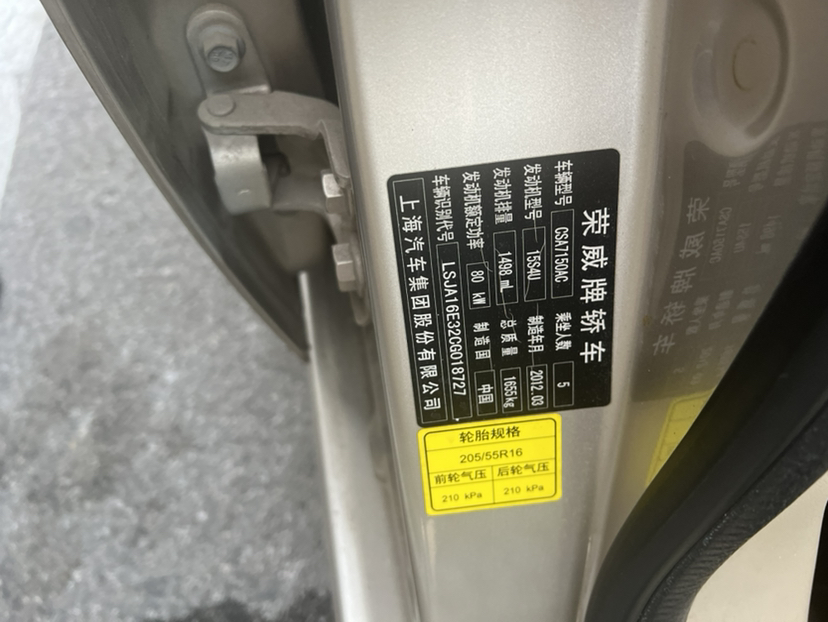 荣威牌轿车
车辆型号 CSA7150AC 乘坐人数 5
发动机型号 15S4U 制造年月 2012.03
发动机排量 1498 mL 总质量 1655kg
发动机额定功率 80 kW 制造国 中国
车辆识别代号 LSJA16E32CG018727
上海汽车集团股份有限公司
轮胎规格
205/55R16
前轮气压 后轮气压
210 kPa 210 kPa